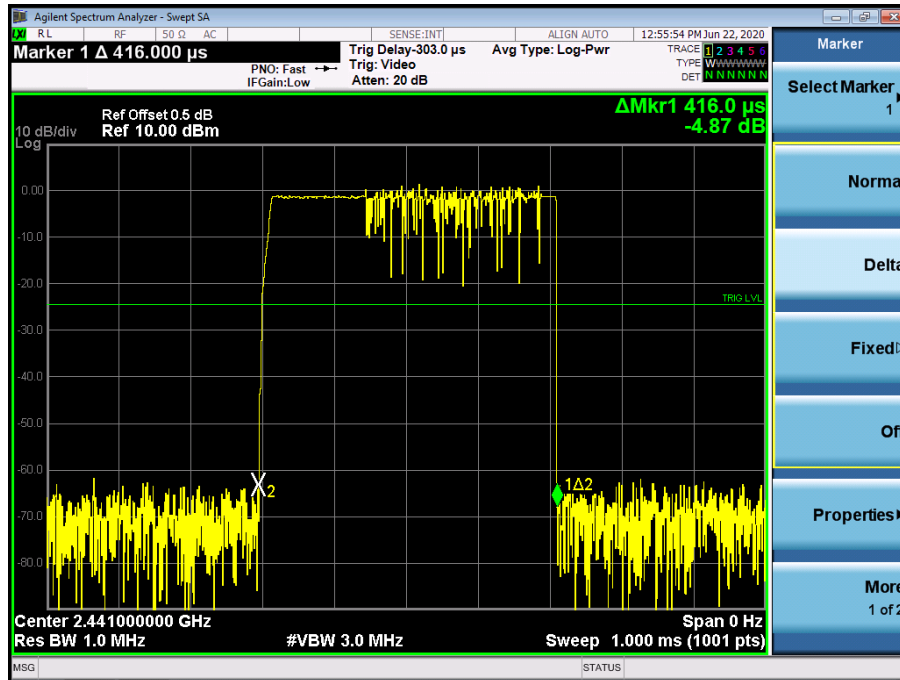 Agilent Spectrum Analyzer - Swept SA
LXI RL RF 50 Ω AC SENSE:INT ALIGN AUTO 12:55:54 PM Jun 22, 2020
Marker 1 Δ 416.000 µs
PNO: Fast
IFGain:Low
Trig Delay-303.0 µs
Trig: Video
Atten: 20 dB
Avg Type: Log-Pwr
TRACE 1 2 3 4 5 6
TYPE WWWWWWW
DET N N N N N N
ΔMkr1 416.0 µs
-4.87 dB
Ref Offset 0.5 dB
10 dB/div Ref 10.00 dBm
Log
0.00
-10.0
-20.0
TRIG LVL
-30.0
-40.0
-50.0
-60.0
2
1Δ2
-70.0
-80.0
Center 2.441000000 GHz Span 0 Hz
Res BW 1.0 MHz #VBW 3.0 MHz Sweep 1.000 ms (1001 pts)
MSG STATUS
Marker
Select Marker
1
Norma
Delta
Fixed
Of
Properties
More
1 of 2